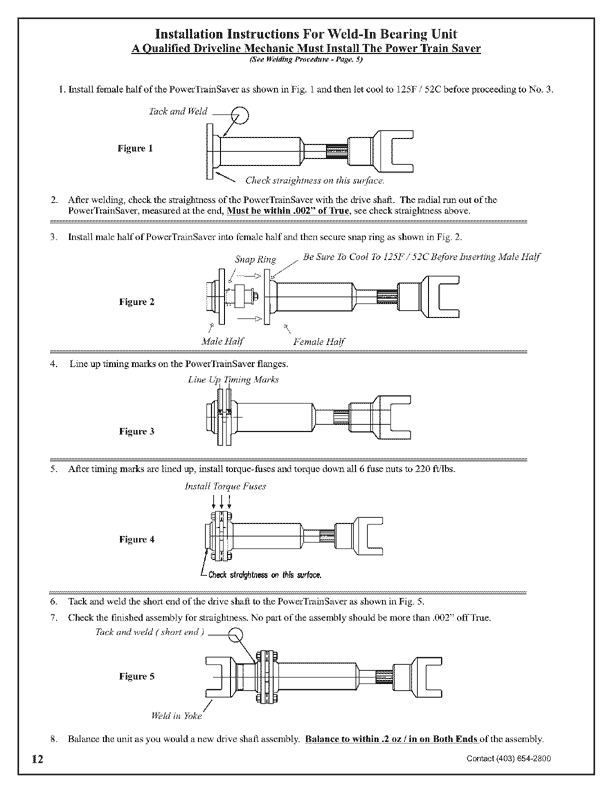 Installation Instructions For Weld-In Bearing Unit
A Qualified Driveline Mechanic Must Install The Power Train Saver
(See Welding Procedure - Page. 5)
1. Install female half of the PowerTrainSaver as shown in Fig. 1 and then let cool to 125F / 52C before proceeding to No. 3.
Tack and Weld
Figure 1
Check straightness on this surface.
2. After welding, check the straightness of the PowerTrainSaver with the drive shaft. The radial run out of the
PowerTrainSaver, measured at the end, Must be within .002” of True, see check straightness above.
3. Install male half of PowerTrainSaver into female half and then secure snap ring as shown in Fig. 2.
Snap Ring
Be Sure To Cool To 125F / 52C Before Inserting Male Half
Figure 2
Male Half
Female Half
4. Line up timing marks on the PowerTrainSaver flanges.
Line Up Timing Marks
Figure 3
5. After timing marks are lined up, install torque-fuses and torque down all 6 fuse nuts to 220 ft/lbs.
Install Torque Fuses
Figure 4
Check straightness on this surface.
6. Tack and weld the short end of the drive shaft to the PowerTrainSaver as shown in Fig. 5.
7. Check the finished assembly for straightness. No part of the assembly should be more than .002” off True.
Tack and weld ( short end )
Figure 5
Weld in Yoke
8. Balance the unit as you would a new drive shaft assembly. Balance to within .2 oz / in on Both Ends of the assembly.
12
Contact (403) 654-2800